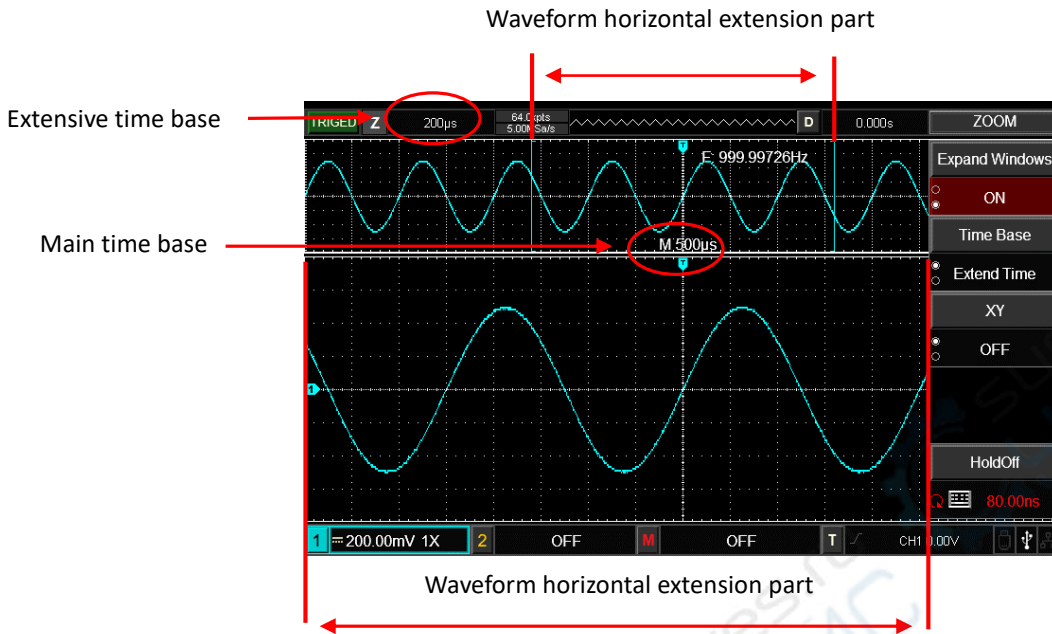 Waveform horizontal extension part
Extensive time base
TRIGED Z 200µs 64.0kpts D 0.000s ZOOM
5.00MSa/s
T
F: 999.99726Hz
Expand Windows
ON
Main time base
M 500µs
Time Base
T
Extend Time
XY
OFF
1
HoldOff
80.00ns
1 200.00mV 1X 2 OFF M OFF T CH1 0.00V
Waveform horizontal extension part